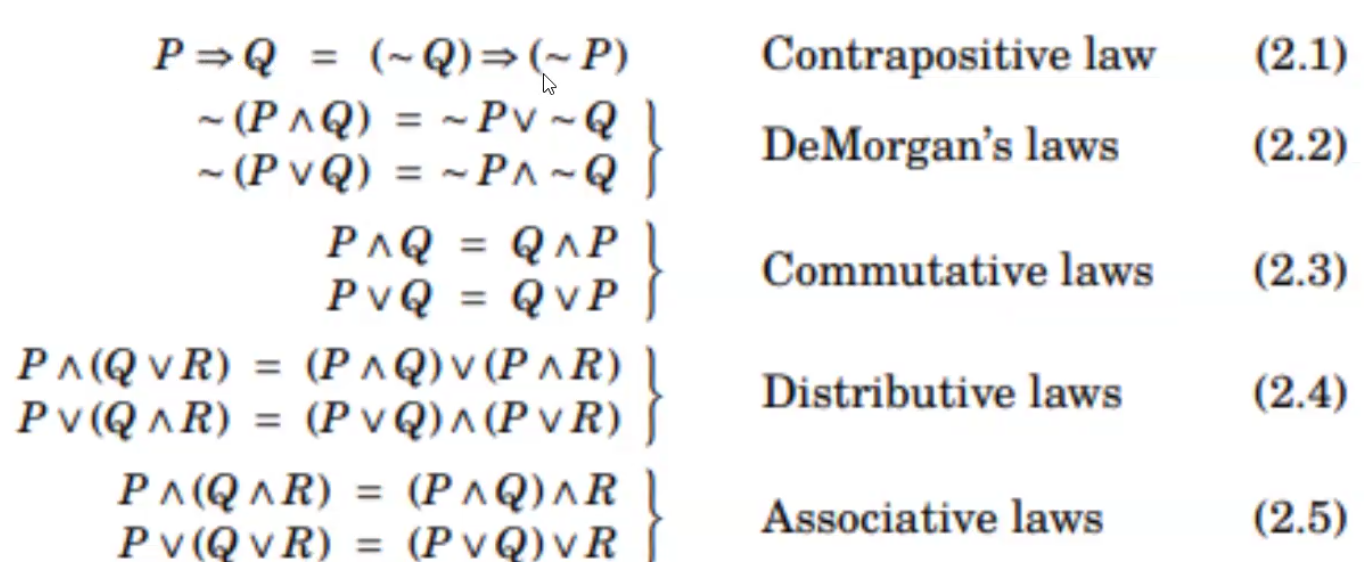 P ⇒ Q = (∼Q) ⇒ (∼P) Contrapositive law (2.1)
∼(P ∧ Q) = ∼P ∨ ∼Q
DeMorgan's laws (2.2)
∼(P ∨ Q) = ∼P ∧ ∼Q
P ∧ Q = Q ∧ P
Commutative laws (2.3)
P ∨ Q = Q ∨ P
P ∧ (Q ∨ R) = (P ∧ Q) ∨ (P ∧ R)
Distributive laws (2.4)
P ∨ (Q ∧ R) = (P ∨ Q) ∧ (P ∨ R)
P ∧ (Q ∧ R) = (P ∧ Q) ∧ R
Associative laws (2.5)
P ∨ (Q ∨ R) = (P ∨ Q) ∨ R